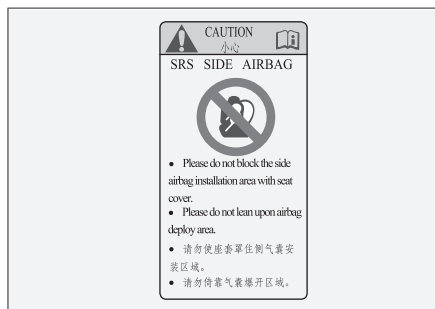 CAUTION
小心
SRS SIDE AIRBAG
• Please do not block the side
airbag installation area with seat
cover.
• Please do not lean upon airbag
deploy area.
• 请勿使座套罩住侧气囊安
装区域。
• 请勿倚靠气囊爆开区域。